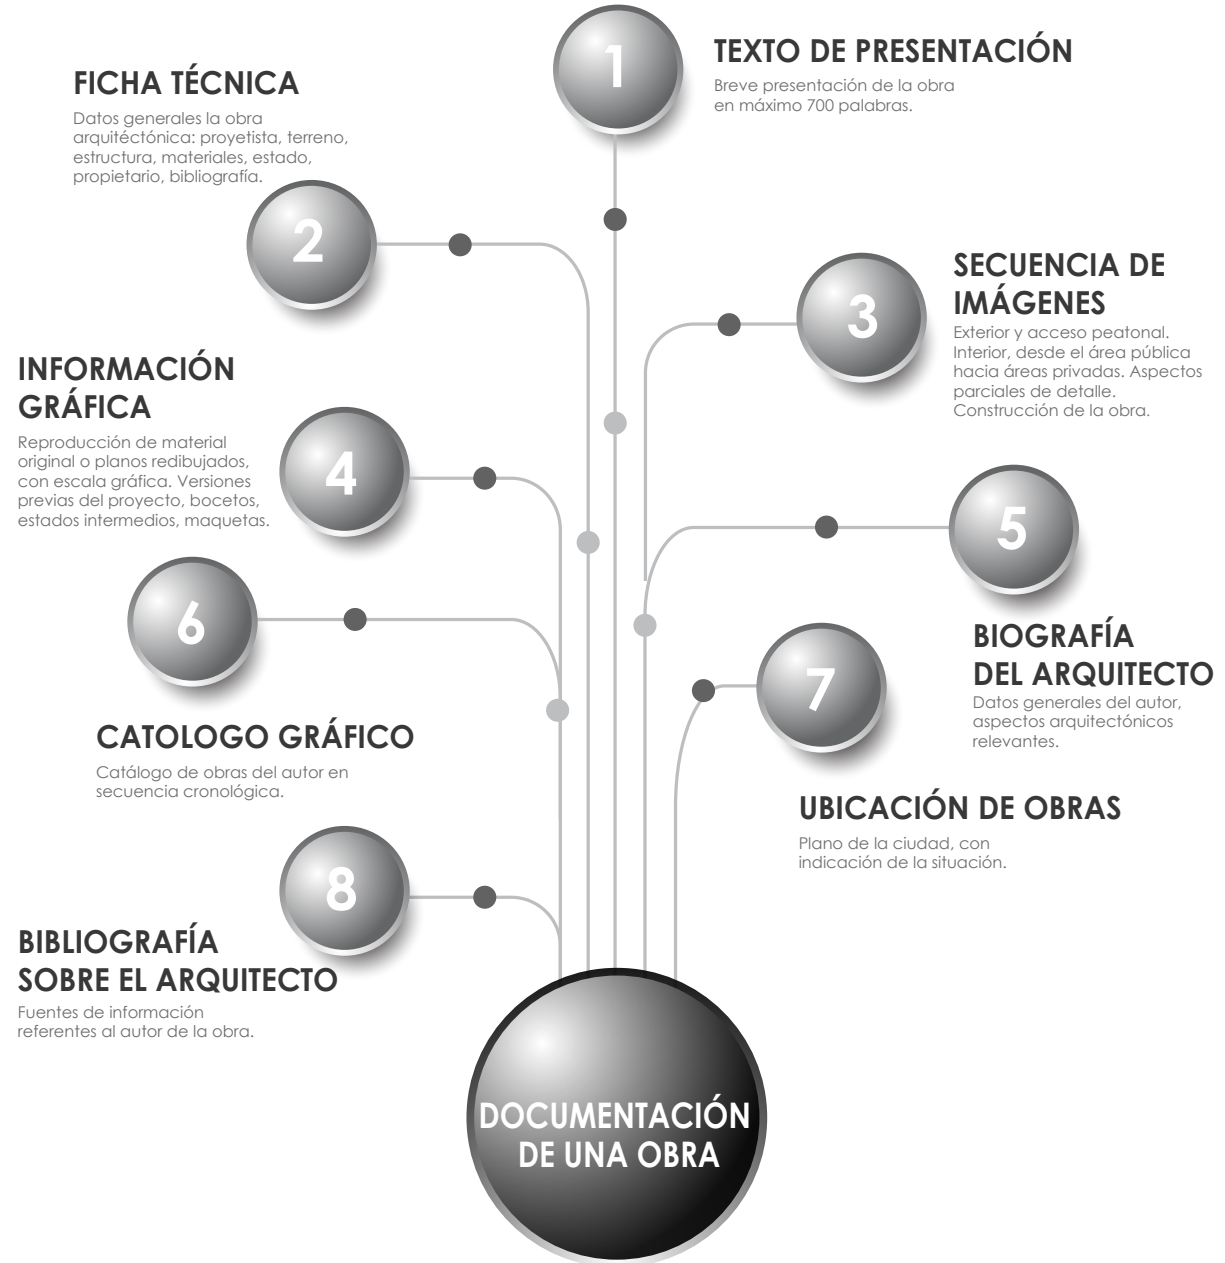 1
TEXTO DE PRESENTACIÓN
Breve presentación de la obra
en máximo 700 palabras.
FICHA TÉCNICA
Datos generales la obra
arquitéctónica: proyetista, terreno,
estructura, materiales, estado,
propietario, bibliografía.
2
3
SECUENCIA DE
IMÁGENES
Exterior y acceso peatonal.
Interior, desde el área pública
hacia áreas privadas. Aspectos
parciales de detalle.
Construcción de la obra.
INFORMACIÓN
GRÁFICA
Reproducción de material
original o planos redibujados,
con escala gráfica. Versiones
previas del proyecto, bocetos,
estados intermedios, maquetas.
4
5
BIOGRAFÍA
DEL ARQUITECTO
Datos generales del autor,
aspectos arquitectónicos
relevantes.
6
CATOLOGO GRÁFICO
Catálogo de obras del autor en
secuencia cronológica.
7
UBICACIÓN DE OBRAS
Plano de la ciudad, con
indicación de la situación.
8
BIBLIOGRAFÍA
SOBRE EL ARQUITECTO
Fuentes de información
referentes al autor de la obra.
DOCUMENTACIÓN
DE UNA OBRA